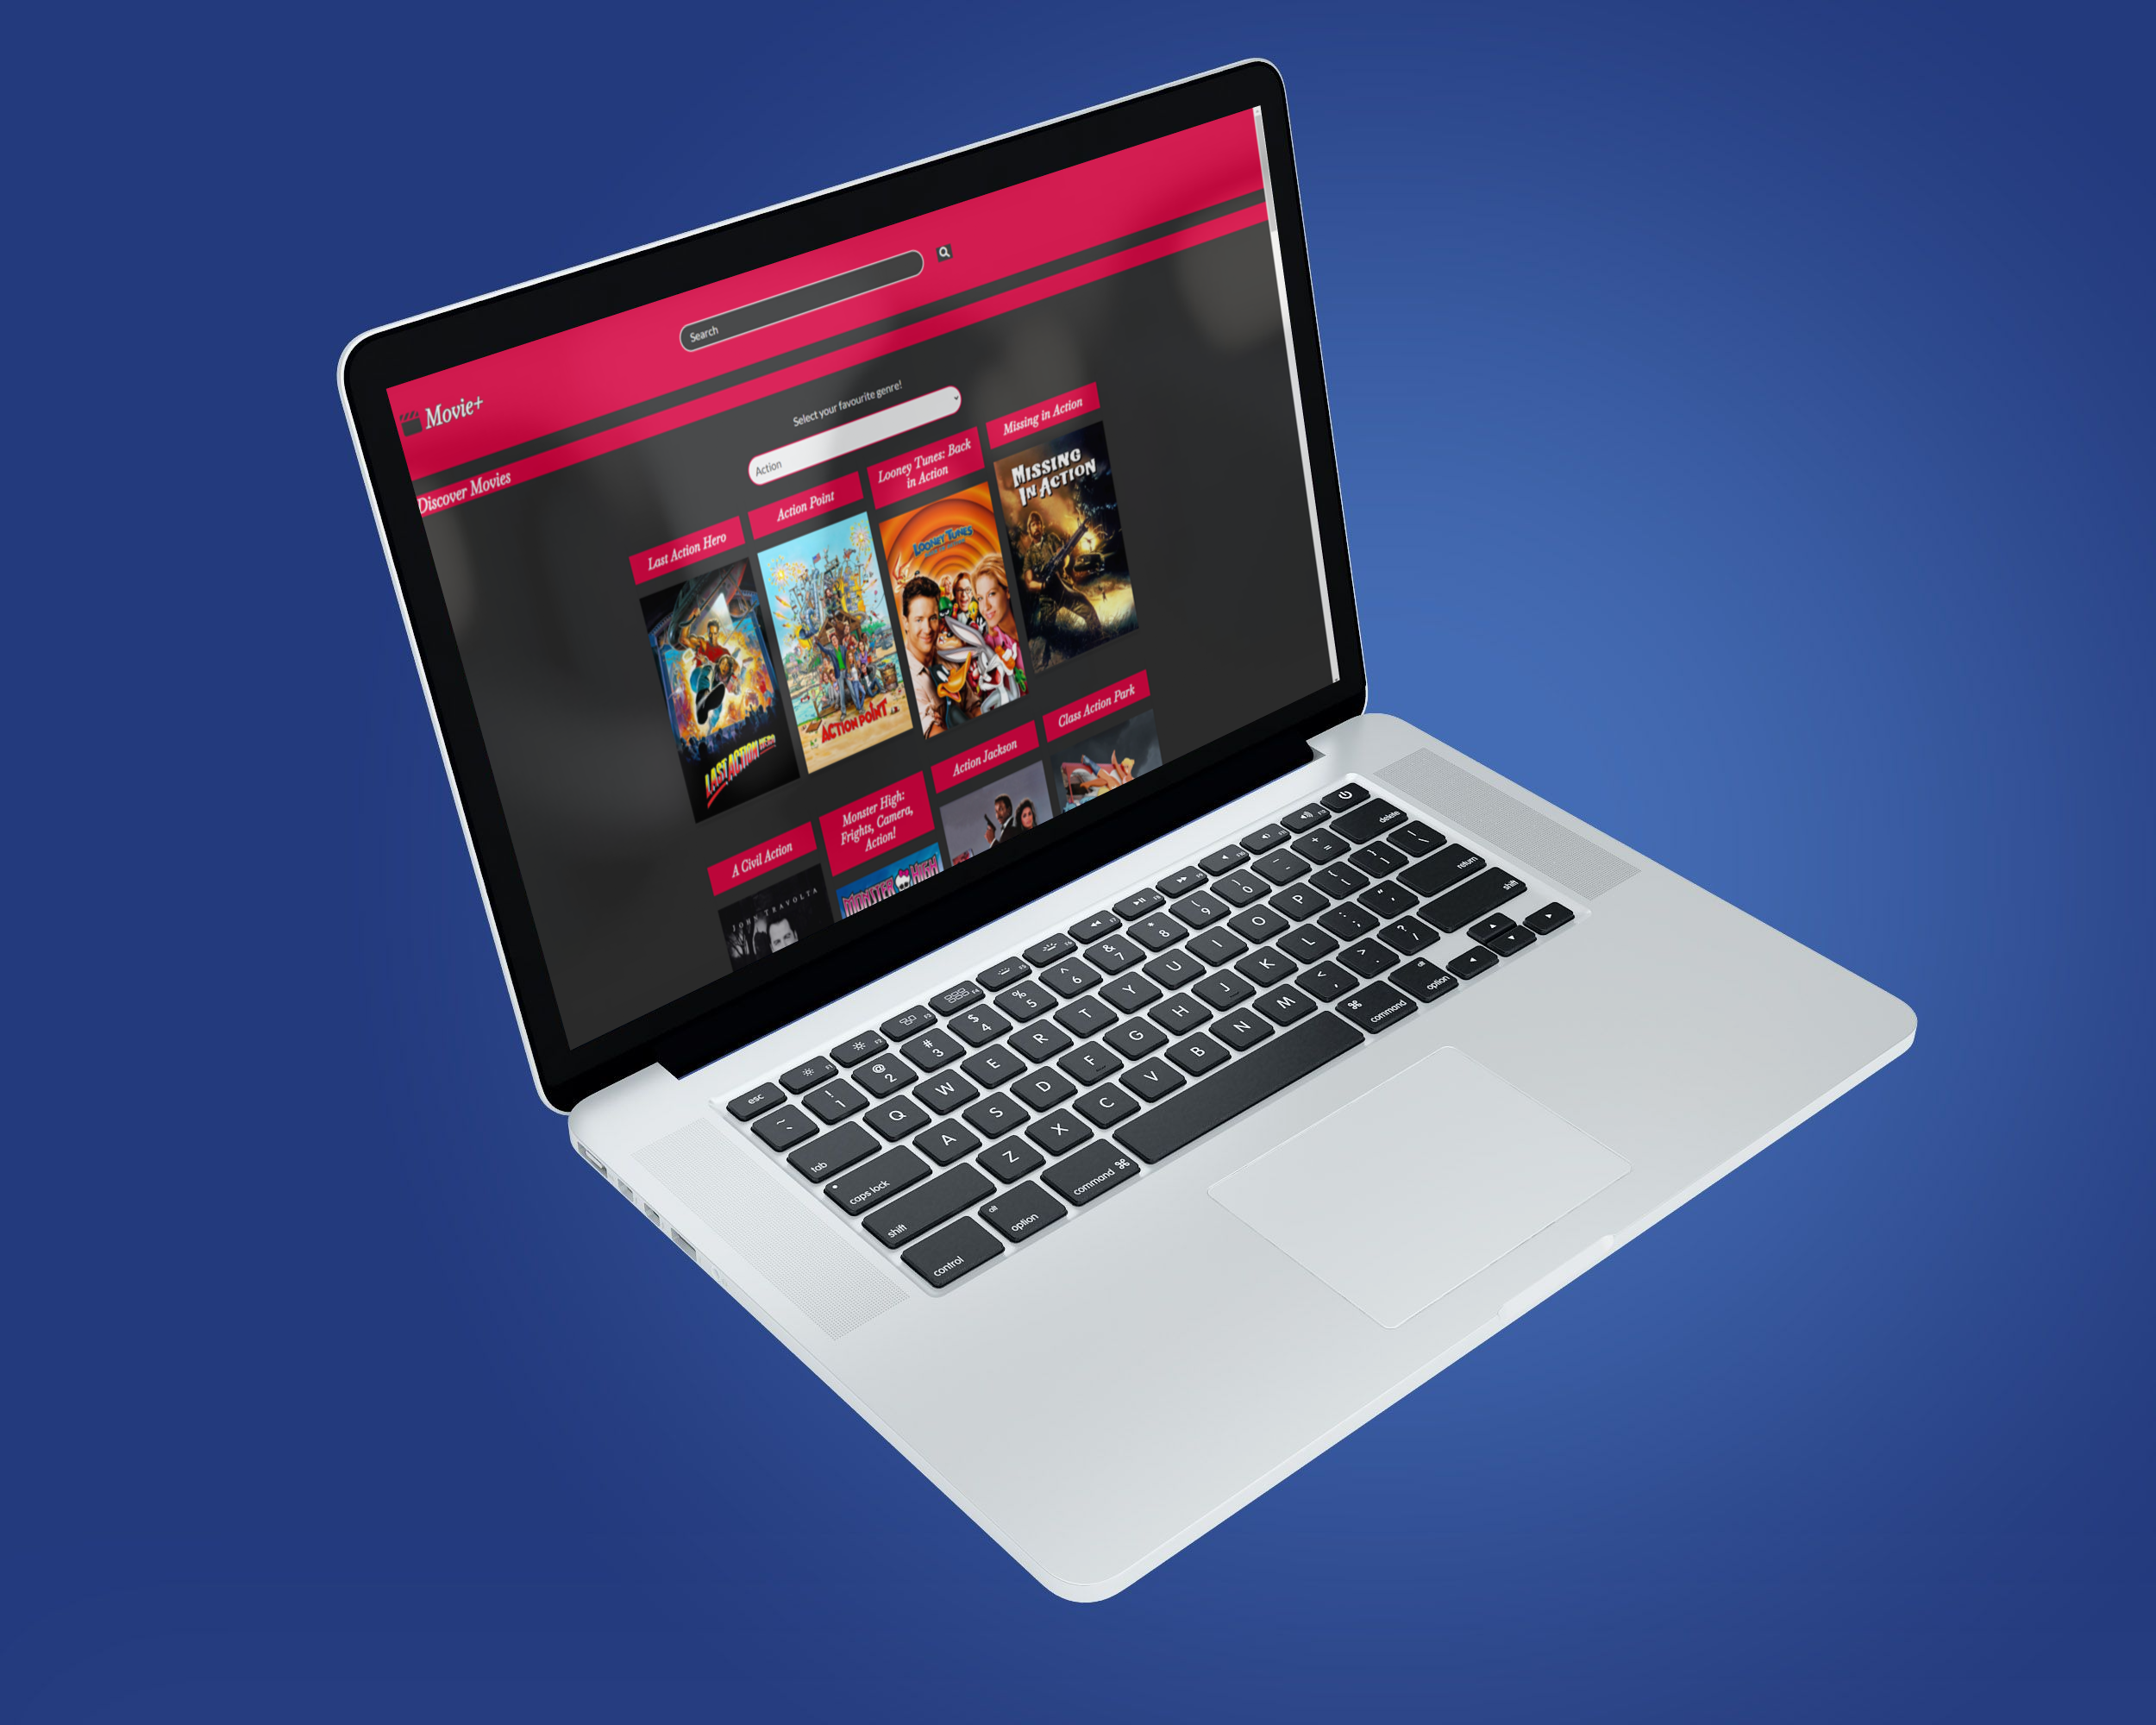 Movie+
Search
Discover Movies
Select your favourite genre!
Action
Last Action Hero
Action Point
Looney Tunes: Back
in Action
Missing in Action
LAST ACTION HERO
ACTION POINT
LOONEY TUNES
MISSING
IN ACTION
A Civil Action
Monster High:
Frights, Camera,
Action!
Action Jackson
Class Action Park
JOHN TRAVOLTA
MONSTER HIGH
esc F1 F2 F3 F4 F5 F6 F7 F8 F9 F10 F11 F12
~ ` ! 1 @ 2 # 3 $ 4 % 5 ^ 6 & 7 * 8 ( 9 ) 0 _ - + = delete
tab Q W E R T Y U I O P { [ } ] | \
caps lock A S D F G H J K L : ; " ' return
shift Z X C V B N M < , > . ? / shift
control alt option command ⌘ ⌘ command alt option